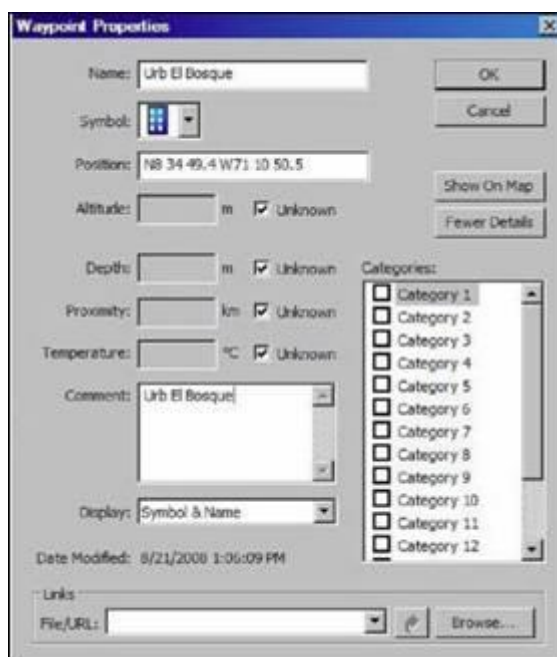 Waypoint Properties
Name: Urb El Bosque
OK
Symbol:
Cancel
Position: N8 34 49.4 W71 10 50.5
Show On Map
Altitude: m Unknown
Fewer Details
Depth: m Unknown
Categories:
Proximity: km Unknown
Temperature: °C Unknown
Category 1
Category 2
Category 3
Category 4
Category 5
Category 6
Category 7
Category 8
Category 9
Category 10
Category 11
Category 12
Comment: Urb El Bosque
Display: Symbol & Name
Date Modified: 8/21/2008 1:06:09 PM
Links
File/URL:
Browse...